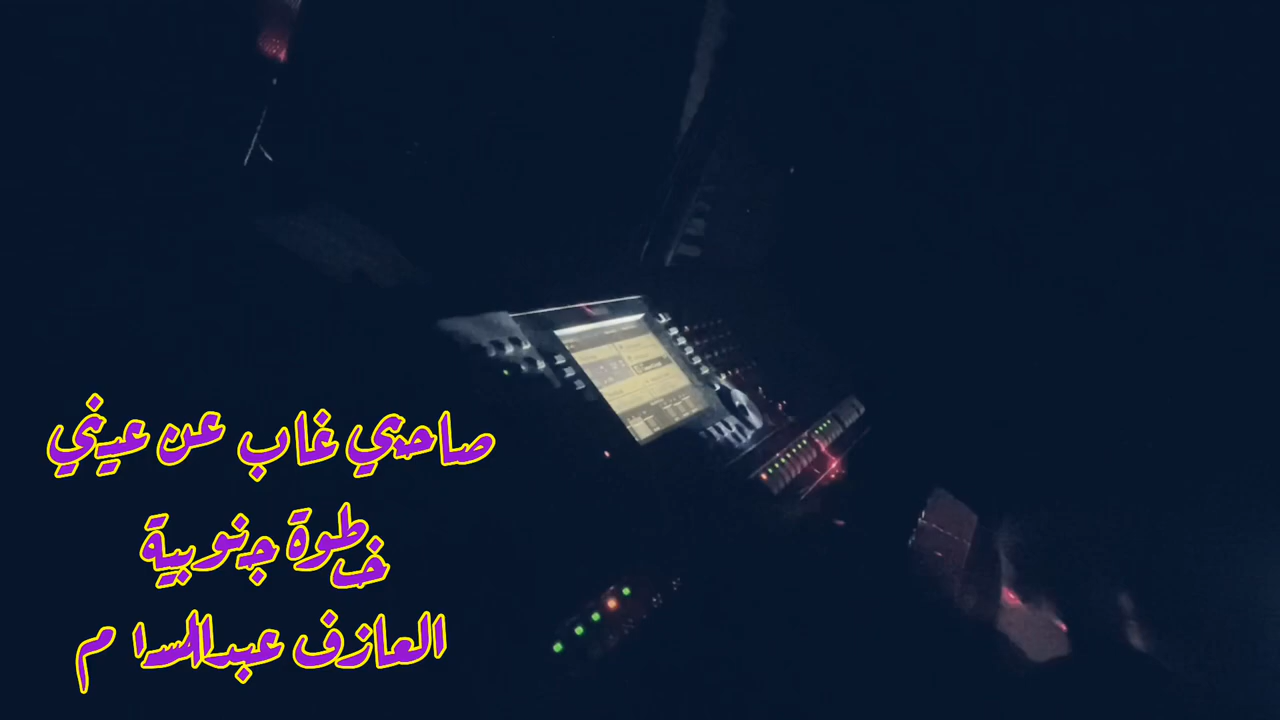 صاحبي غاب عن عيني
خطوة جنوبية
العازف عبدالسلام